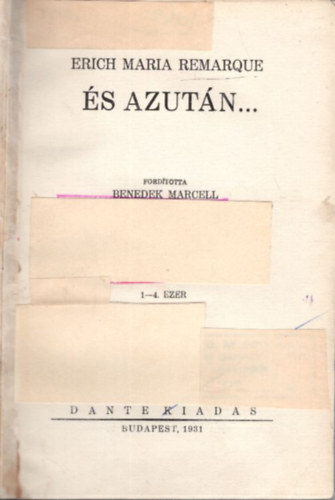 ERICH MARIA REMARQUE
ÉS AZUTÁN...
FORDÍTOTTA
BENEDEK MARCELL
1—4. EZER
DANTE KIADÁS
BUDAPEST, 1931